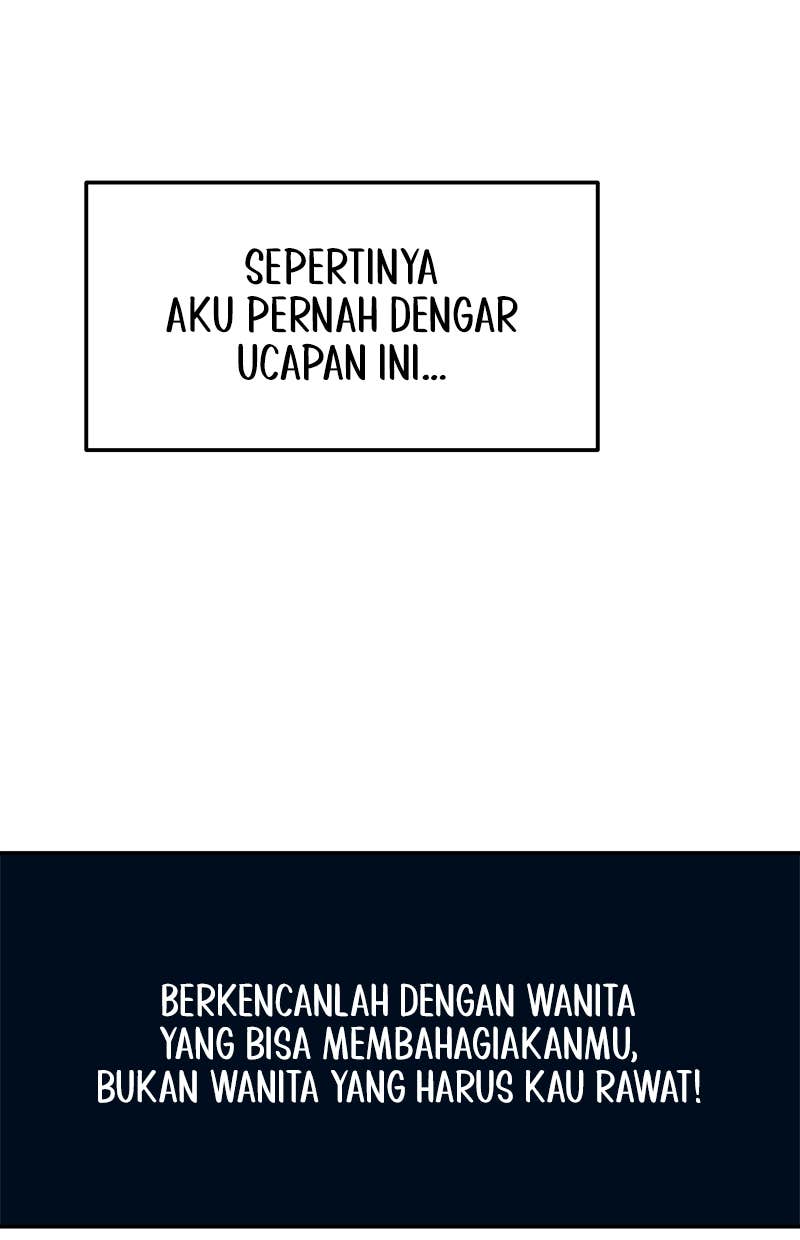 SEPERTINYA
AKU PERNAH DENGAR
UCAPAN INI...
BERKENCANLAH DENGAN WANITA
YANG BISA MEMBAHAGIAKANMU,
BUKAN WANITA YANG HARUS KAU RAWAT!